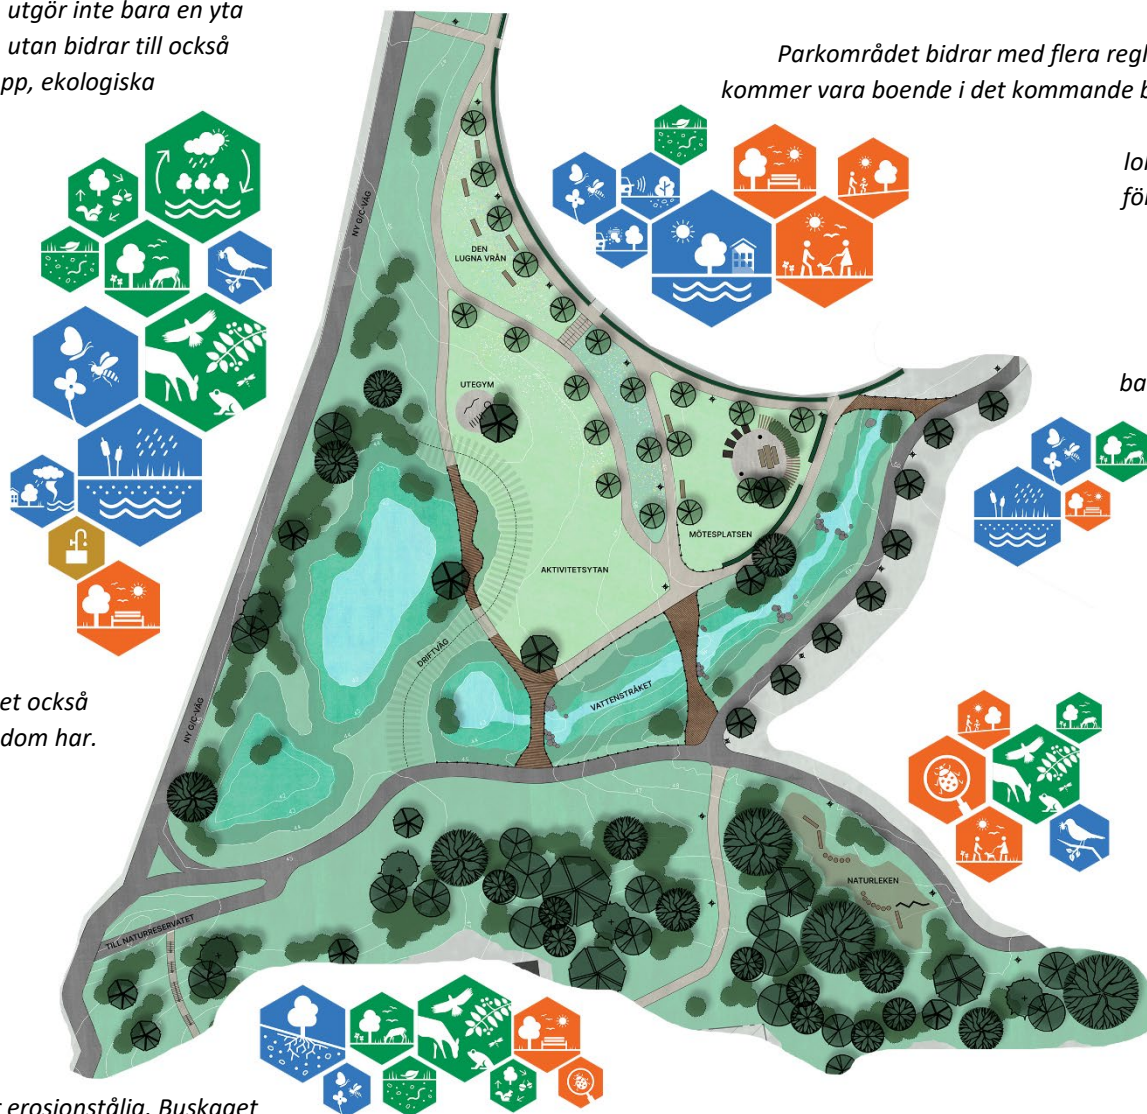 utgör inte bara en yta
utan bidrar till också
pp, ekologiska
Parkområdet bidrar med flera regl
kommer vara boende i det kommande b
lo
för
ba
NY G/C-VÄG
DEN
LUGNA VRÅN
UTEGYM
MÖTESPLATSEN
AKTIVITETSYTAN
DRIFTVÄG
VATTENSTRÅKET
NY G/C-VÄG
et också
dom har.
NATURLEKEN
TILL NATURRESERVATET
erosionstålig. Buskaget